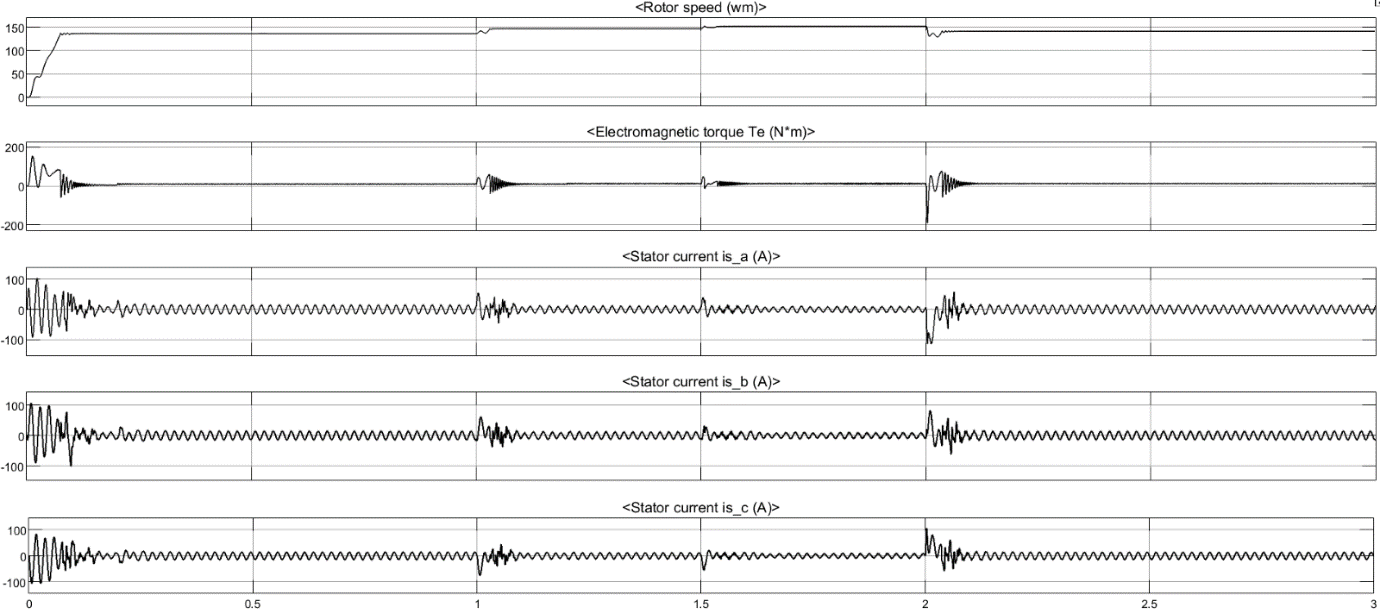 <Rotor speed (wm)>
150
100
50
0
<Electromagnetic torque Te (N*m)>
200
0
-200
<Stator current is_a (A)>
100
0
-100
<Stator current is_b (A)>
100
0
-100
<Stator current is_c (A)>
100
0
-100
0 0.5 1 1.5 2 2.5 3